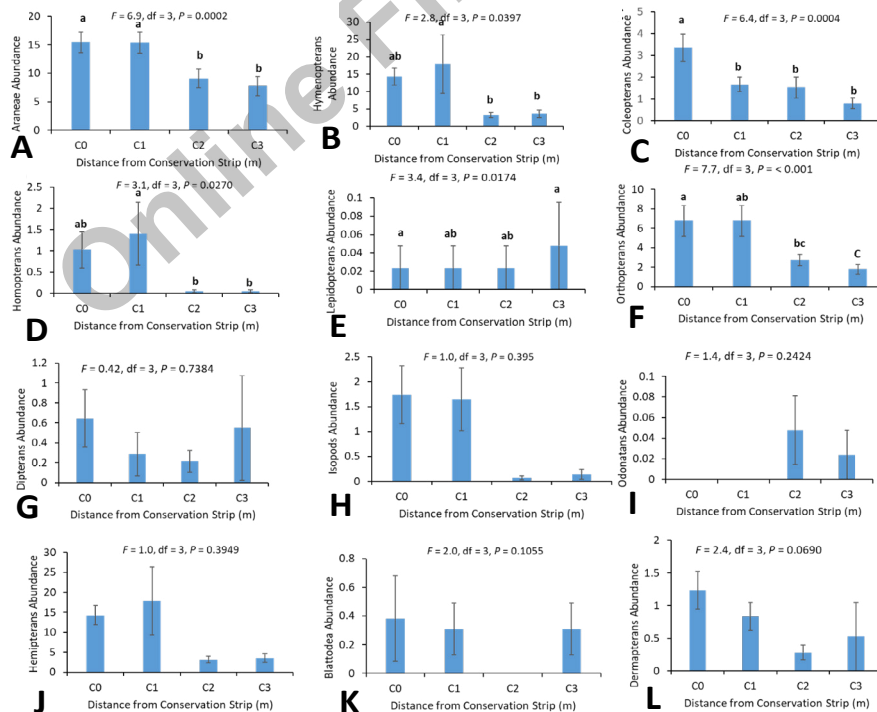 Online Fi
F = 6.9, df = 3, P = 0.0002
Araneae Abundance
20
15
10
5
0
a
a
b
b
C0 C1 C2 C3
Distance from Conservation Strip (m)
A
F = 2.8, df = 3, P = 0.0397
Hymenopterans
Abundance
30
25
20
15
10
5
0
ab
a
b
b
C0 C1 C2 C3
Distance from Conservation Strip (m)
B
F = 6.4, df = 3, P = 0.0004
Coleopterans Abundance
5
4
3
2
1
0
a
b
b
b
C0 C1 C2 C3
Distance from Conservation Strip (m)
C
F = 3.1, df = 3, P = 0.0270
Homopterans Abundance
2.5
2
1.5
1
0.5
0
ab
a
b
b
C0 C1 C2 C3
Distance from Conservation Strip (m)
D
F = 3.4, df = 3, P = 0.0174
Lepidopterans Abundance
0.1
0.08
0.06
0.04
0.02
0
a
ab
ab
a
C0 C1 C2 C3
Distance from Conservation Strip (m)
E
F = 7.7, df = 3, P = < 0.001
Orthopterans Abundance
10
8
6
4
2
0
a
ab
bc
C
C0 C1 C2 C3
Distance from Conservation Strip (m)
F
F = 0.42, df = 3, P = 0.7384
Dipterans Abundance
1.2
1
0.8
0.6
0.4
0.2
0
C0 C1 C2 C3
Distance from Conservation Strip (m)
G
F = 1.0, df = 3, P = 0.395
Isopods Abundance
2.5
2
1.5
1
0.5
0
C0 C1 C2 C3
Distance from Conservation Strip (m)
H
F = 1.4, df = 3, P = 0.2424
Odonatans Abundance
0.1
0.08
0.06
0.04
0.02
0
C0 C1 C2 C3
Distance from Conservation Strip (m)
I
F = 1.0, df = 3, P = 0.3949
Hemipterans Abundance
30
25
20
15
10
5
0
C0 C1 C2 C3
Distance from Conservation Strip (m)
J
F = 2.0, df = 3, P = 0.1055
Blattodea Abundance
0.8
0.6
0.4
0.2
0
C0 C1 C2 C3
Distance from Conservation Strip (m)
K
F = 2.4, df = 3, P = 0.0690
Dermapterans Abundance
2
1.5
1
0.5
0
C0 C1 C2 C3
Distance from Conservation Strip (m)
L